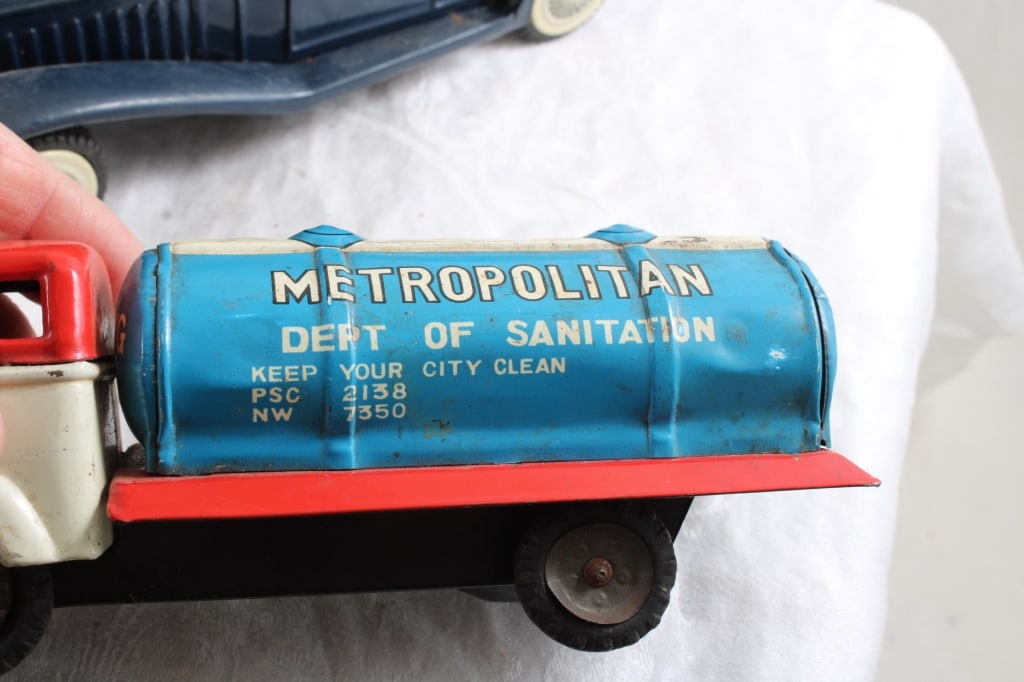 METROPOLITAN
DEPT OF SANITATION
KEEP YOUR CITY CLEAN
PSC 2138
NW 7350
G